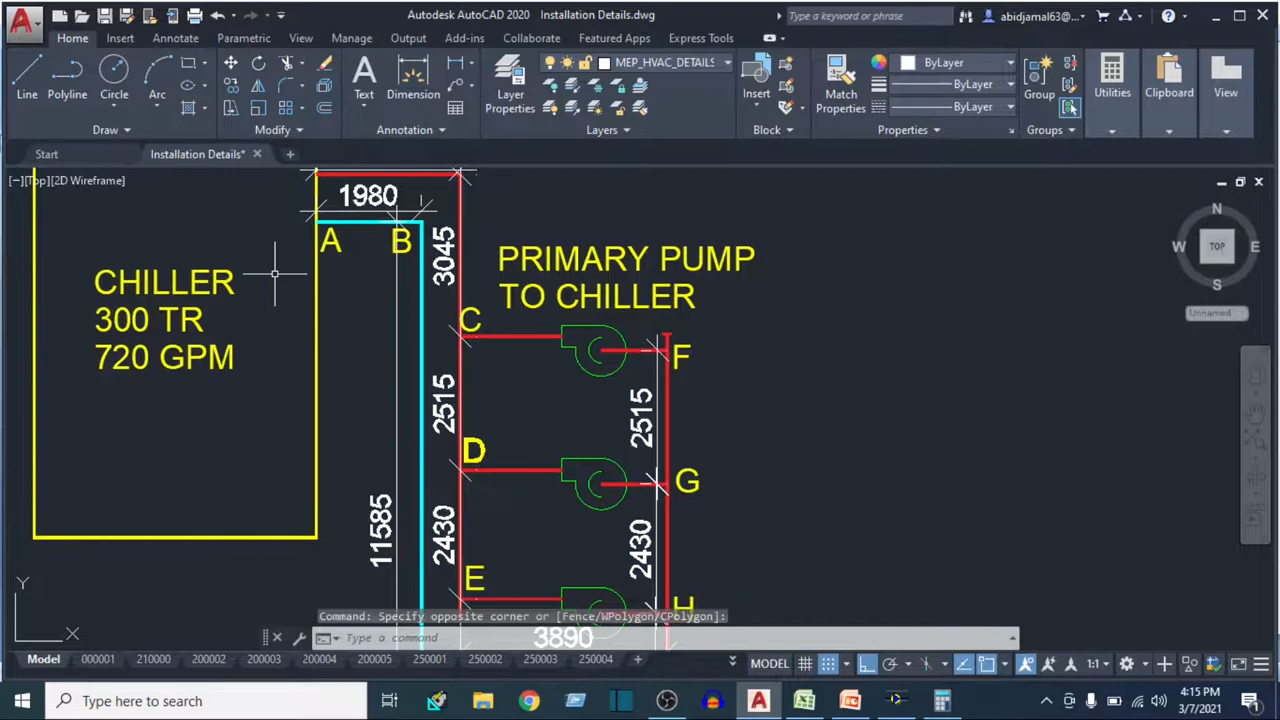 Autodesk AutoCAD 2020 Installation Details.dwg
Type a keyword or phrase
abidjamal63@...
Home Insert Annotate Parametric View Manage Output Add-ins Collaborate Featured Apps Express Tools
MEP_HVAC_DETAILS
ByLayer
ByLayer
ByLayer
Line Polyline Circle Arc
Text Dimension
Layer Properties
Insert
Match Properties
Group
Utilities Clipboard View
Draw Modify Annotation Layers Block Properties Groups
Start Installation Details*
[−][Top][2D Wireframe]
N
W TOP E
S
Unnamed
1980
A B
3045
CHILLER
300 TR
720 GPM
PRIMARY PUMP
TO CHILLER
C
F
2515
2515
D
G
11585
2430
2430
E
H
Y
X
Command: Specify opposite corner or [Fence/WPolygon/CPolygon]:
Type a command
3890
Model 000001 210000 200002 200003 200004 200005 250001 250002 250003 250004
MODEL 1:1
Type here to search
4:15 PM
3/7/2021